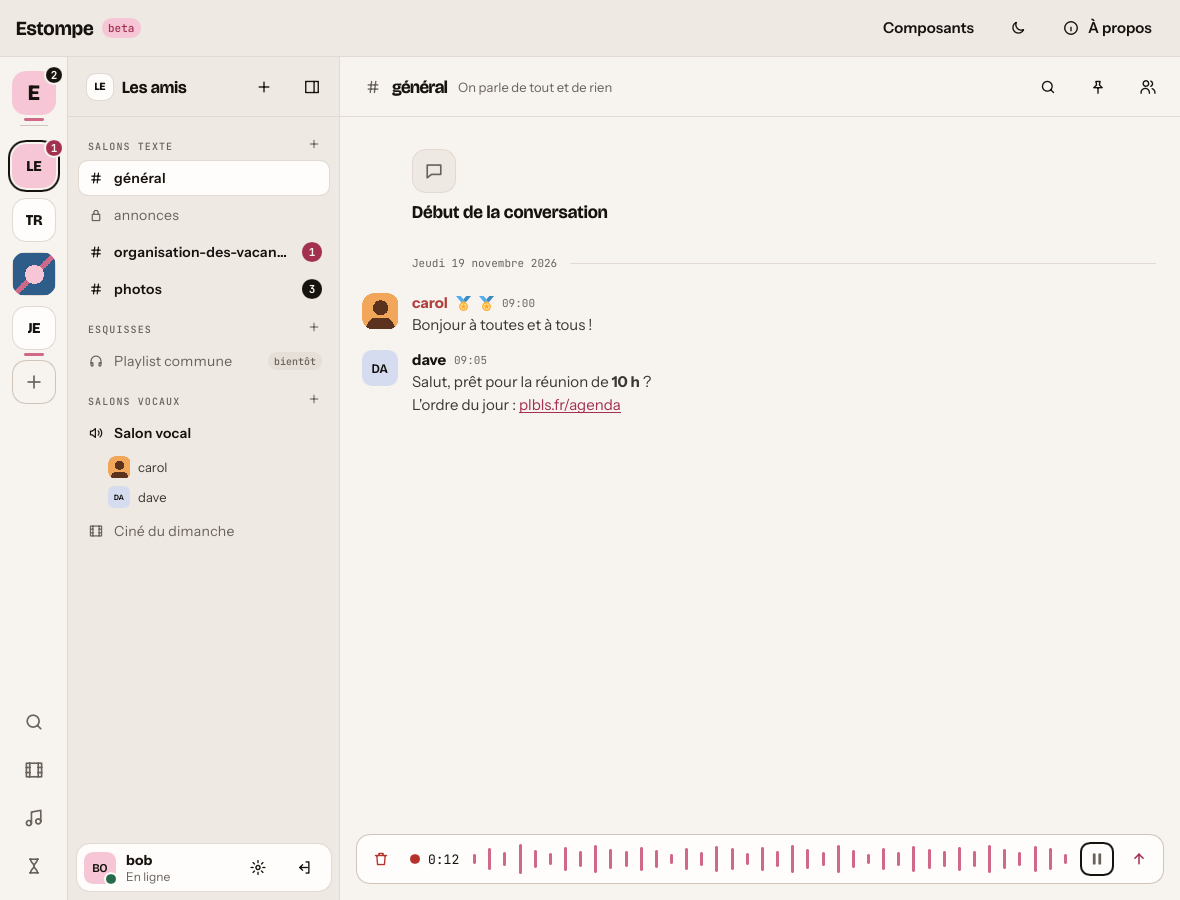 Estompe beta
Composants
À propos
E 2
LE 1
TR
JE
LE Les amis
SALONS TEXTE
général
annonces
organisation-des-vacan… 1
photos 3
ESQUISSES
Playlist commune bientôt
SALONS VOCAUX
Salon vocal
carol
DA dave
Ciné du dimanche
BO bob
En ligne
# général On parle de tout et de rien
Début de la conversation
Jeudi 19 novembre 2026
carol 09:00
Bonjour à toutes et à tous !
DA dave 09:05
Salut, prêt pour la réunion de 10 h ?
L'ordre du jour : plbls.fr/agenda
0:12